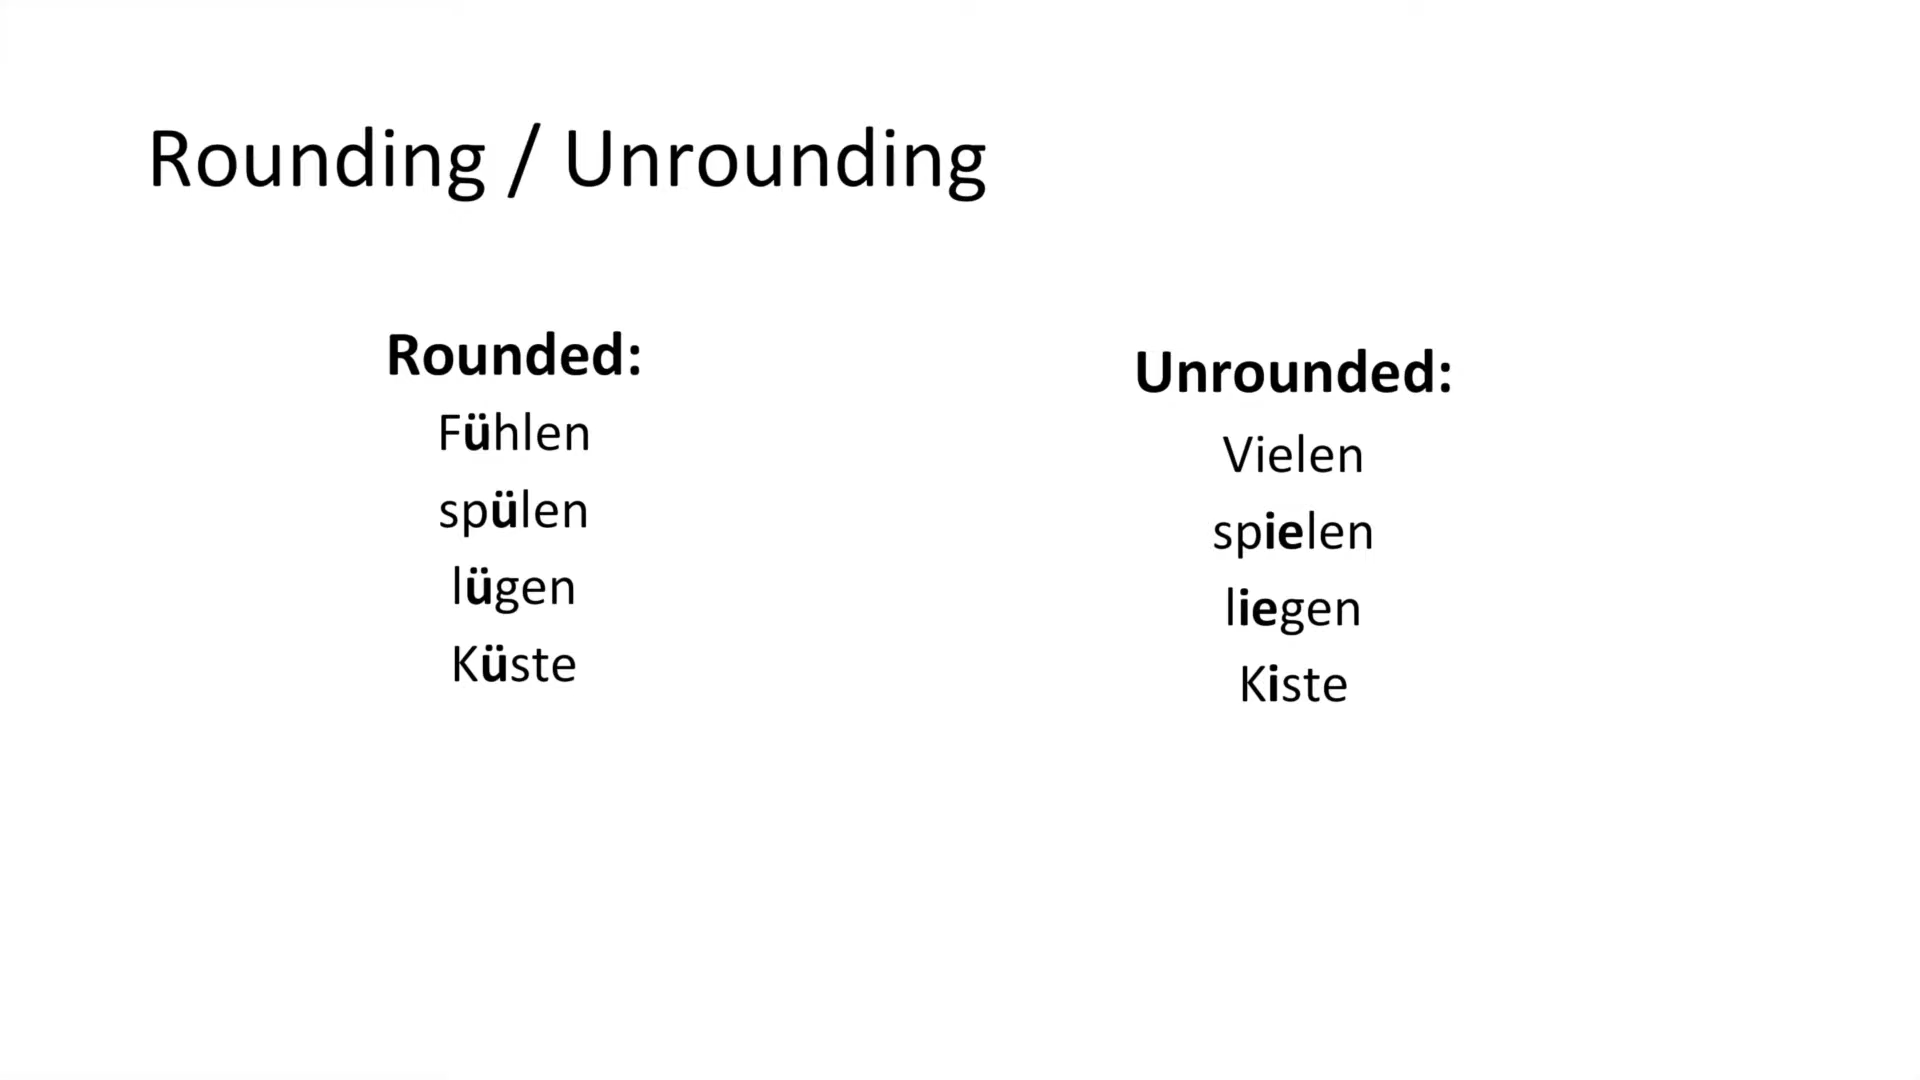 Rounding / Unrounding
Rounded:
Fühlen
spülen
lügen
Küste
Unrounded:
Vielen
spielen
liegen
Kiste